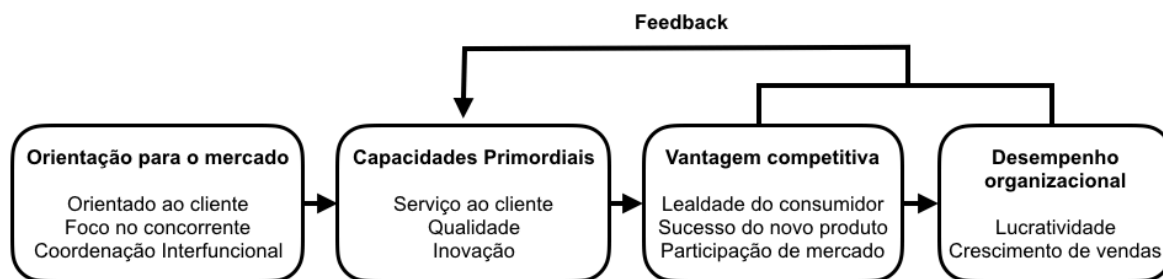 Feedback
Orientação para o mercado
Orientado ao cliente
Foco no concorrente
Coordenação Interfuncional
Capacidades Primordiais
Serviço ao cliente
Qualidade
Inovação
Vantagem competitiva
Lealdade do consumidor
Sucesso do novo produto
Participação de mercado
Desempenho
organizacional
Lucratividade
Crescimento de vendas